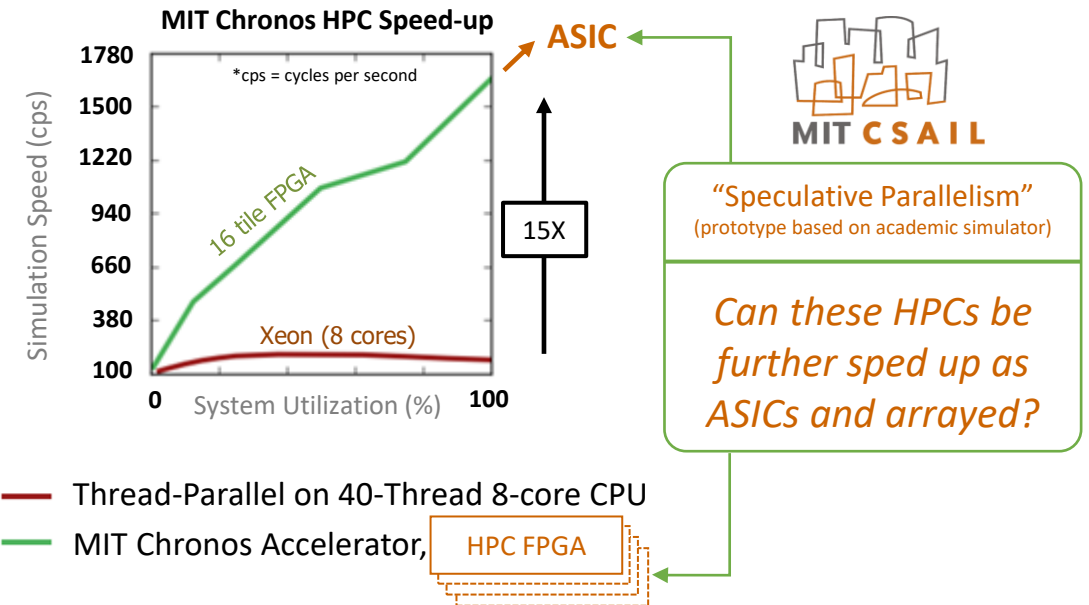 MIT Chronos HPC Speed-up
Simulation Speed (cps)
1780
1500
1220
940
660
380
100
*cps = cycles per second
16 tile FPGA
Xeon (8 cores)
0
System Utilization (%)
100
ASIC
15X
MIT CSAIL
“Speculative Parallelism”
(prototype based on academic simulator)
Can these HPCs be
further sped up as
ASICs and arrayed?
Thread-Parallel on 40-Thread 8-core CPU
MIT Chronos Accelerator,
HPC FPGA